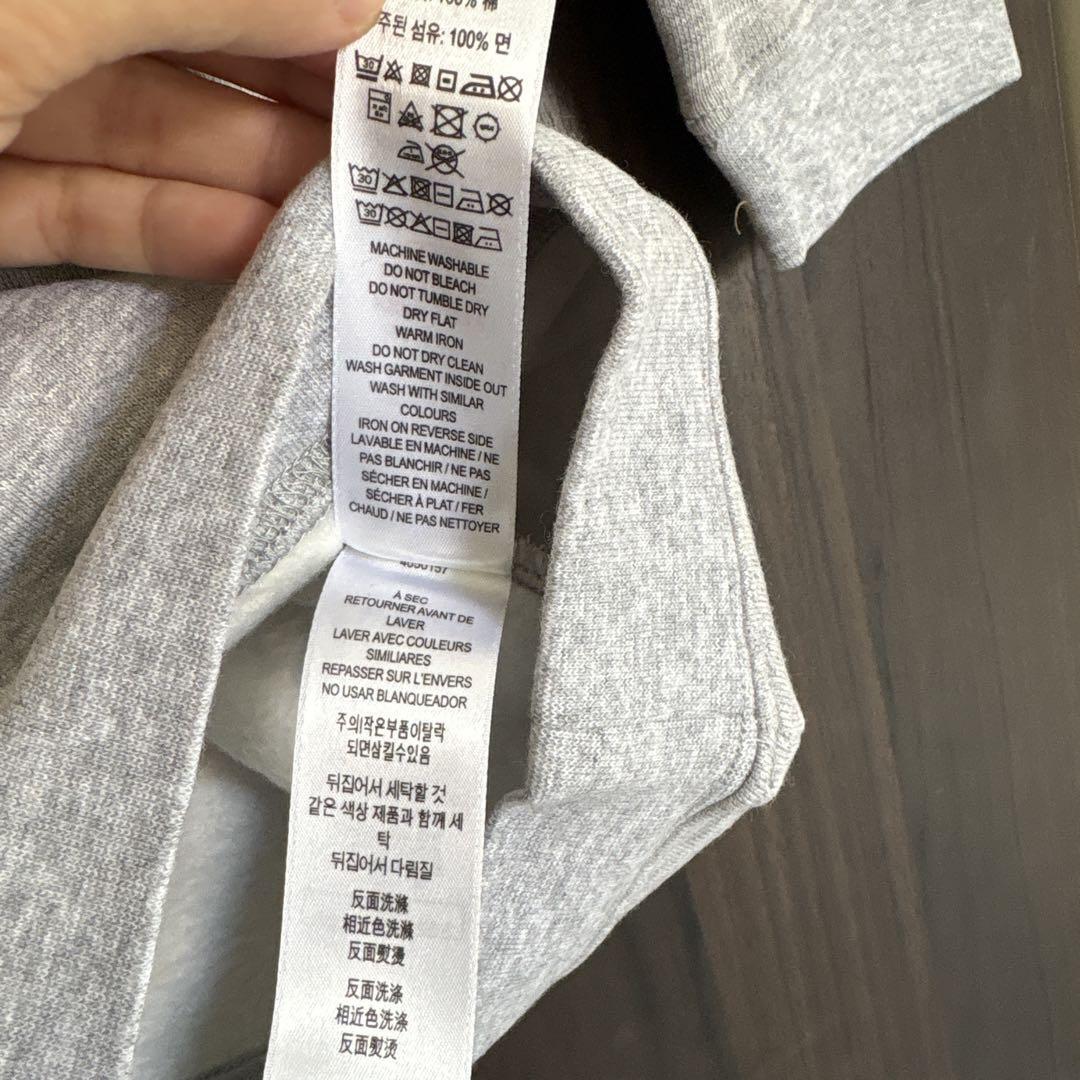 100% 棉
주된 섬유: 100% 면
30
30
30
MACHINE WASHABLE
DO NOT BLEACH
DO NOT TUMBLE DRY
DRY FLAT
WARM IRON
DO NOT DRY CLEAN
WASH GARMENT INSIDE OUT
WASH WITH SIMILAR
COLOURS
IRON ON REVERSE SIDE
LAVABLE EN MACHINE / NE
PAS BLANCHIR / NE PAS
SÉCHER EN MACHINE /
SÉCHER À PLAT / FER
CHAUD / NE PAS NETTOYER
4050157
À SEC
RETOURNER AVANT DE
LAVER
LAVER AVEC COULEURS
SIMILIARES
REPASSER SUR L'ENVERS
NO USAR BLANQUEADOR
주의작은부품이탈락
되면삼킬수있음
뒤집어서 세탁할 것
같은 색상 제품과 함께 세
탁
뒤집어서 다림질
反面洗滌
相近色洗滌
反面熨燙
反面洗涤
相近色洗涤
反面熨烫